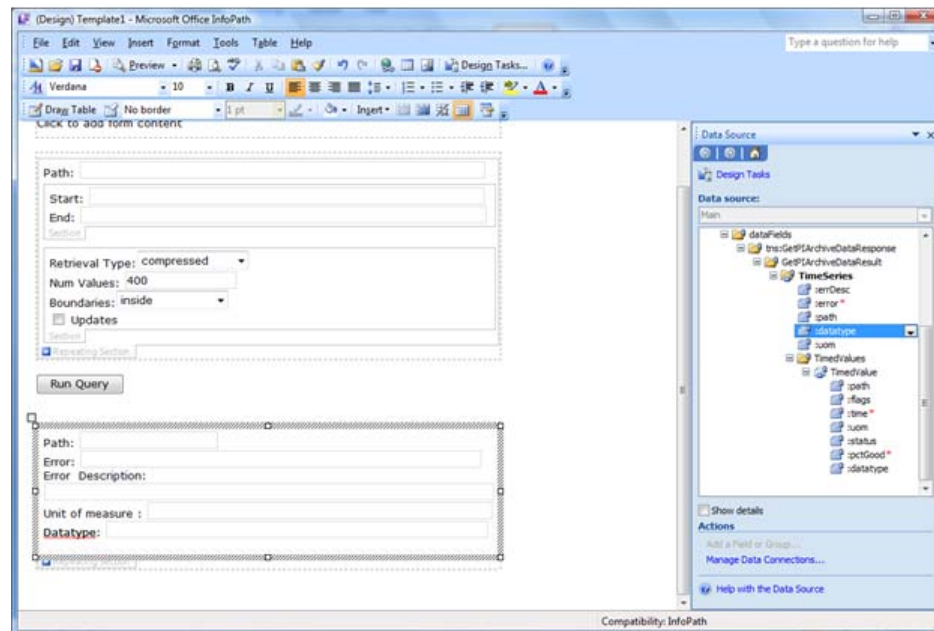 (Design) Template1 - Microsoft Office InfoPath
File Edit View Insert Format Tools Table Help
Type a question for help
Preview
Design Tasks...
Verdana 10 B I U A
Draw Table No border 1 pt Insert
Click to add form content
Path:
Start:
End:
Section
Retrieval Type: compressed
Num Values: 400
Boundaries: inside
Updates
Section
Repeating Section
Run Query
Path:
Error:
Error Description:
Unit of measure :
Datatype:
Repeating Section
Data Source
Design Tasks
Data source:
Main
dataFields
tns:GetPIArchiveDataResponse
GetPIArchiveDataResult
TimeSeries
:errDesc
:error *
:path
:datatype
:uom
TimedValues
TimedValue
:path
:flags
:time *
:uom
:status
:pctGood *
:datatype
Show details
Actions
Add a Field or Group...
Manage Data Connections...
Help with the Data Source
Compatibility: InfoPath